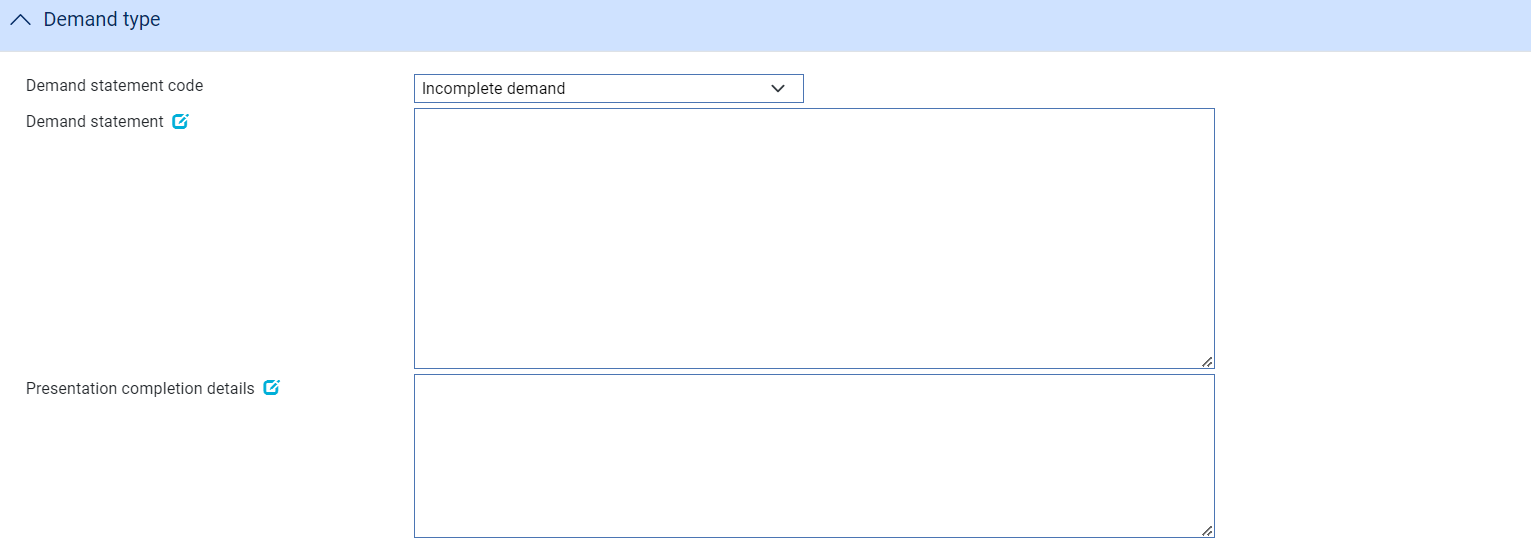 Demand type
Demand statement code
Incomplete demand
Demand statement
Presentation completion details